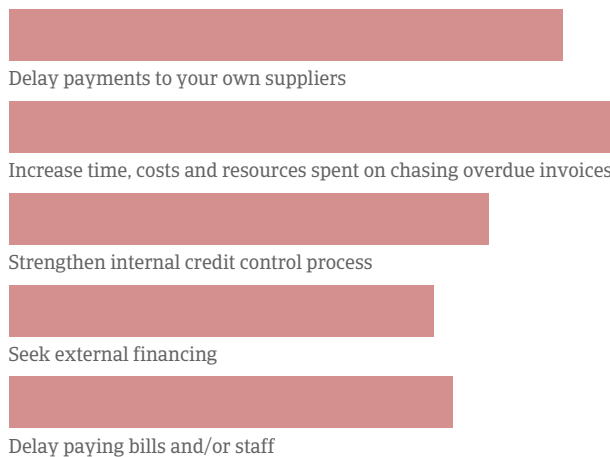 Delay payments to your own suppliers
Increase time, costs and resources spent on chasing overdue invoices
Strengthen internal credit control process
Seek external financing
Delay paying bills and/or staff